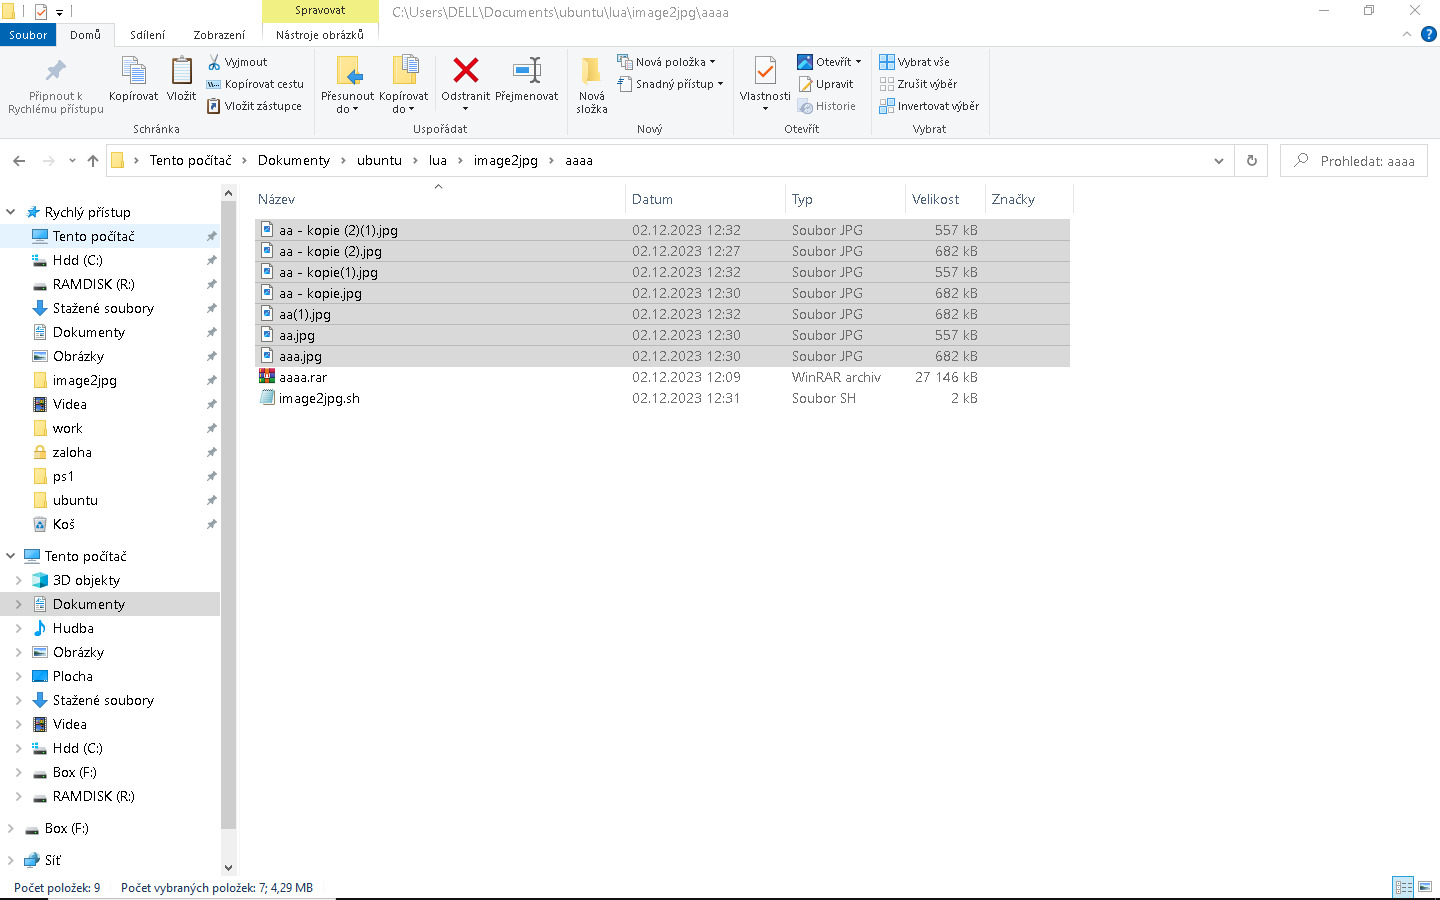 Spravovat
C:\Users\DELL\Documents\ubuntu\lua\image2jpg\aaaa
Soubor
Domů
Sdílení
Zobrazení
Nástroje obrázků
Připnout k
Rychlému přístupu
Kopírovat
Vložit
Vyjmout
Kopírovat cestu
Vložit zástupce
Schránka
Přesunout
do
Kopírovat
do
Odstranit
Přejmenovat
Uspořádat
Nová
složka
Nová položka
Snadný přístup
Nový
Vlastnosti
Otevřít
Upravit
Historie
Otevřít
Vybrat vše
Zrušit výběr
Invertovat výběr
Vybrat
Tento počítač
Dokumenty
ubuntu
lua
image2jpg
aaaa
Prohledat: aaaa
Rychlý přístup
Tento počítač
Hdd (C:)
RAMDISK (R:)
Stažené soubory
Dokumenty
Obrázky
image2jpg
Videa
work
zaloha
ps1
ubuntu
Koš
Tento počítač
3D objekty
Dokumenty
Hudba
Obrázky
Plocha
Stažené soubory
Videa
Hdd (C:)
Box (F:)
RAMDISK (R:)
Box (F:)
Síť
Název Datum Typ Velikost Značky
aa - kopie (2)(1).jpg 02.12.2023 12:32 Soubor JPG 557 kB
aa - kopie (2).jpg 02.12.2023 12:27 Soubor JPG 682 kB
aa - kopie(1).jpg 02.12.2023 12:32 Soubor JPG 557 kB
aa - kopie.jpg 02.12.2023 12:30 Soubor JPG 682 kB
aa(1).jpg 02.12.2023 12:32 Soubor JPG 682 kB
aa.jpg 02.12.2023 12:30 Soubor JPG 557 kB
aaa.jpg 02.12.2023 12:30 Soubor JPG 682 kB
aaaa.rar 02.12.2023 12:09 WinRAR archiv 27 146 kB
image2jpg.sh 02.12.2023 12:31 Soubor SH 2 kB
Počet položek: 9 Počet vybraných položek: 7; 4,29 MB